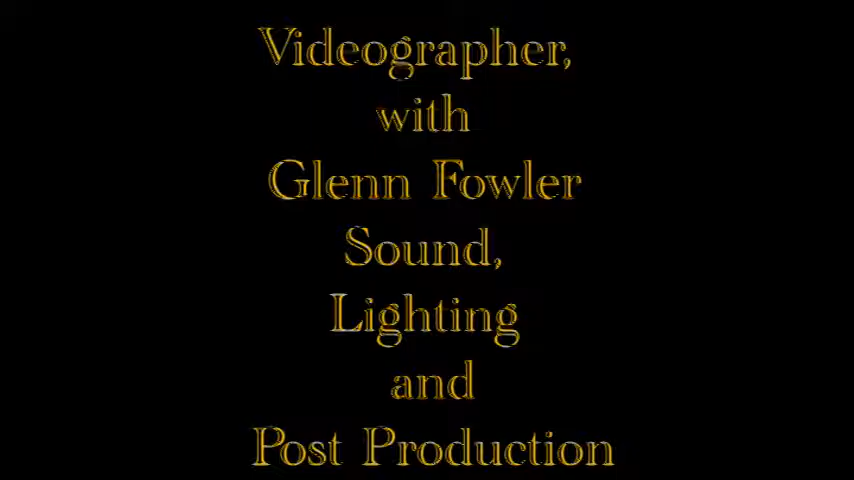 Videographer,
with
Glenn Fowler
Sound,
Lighting
and
Post Production